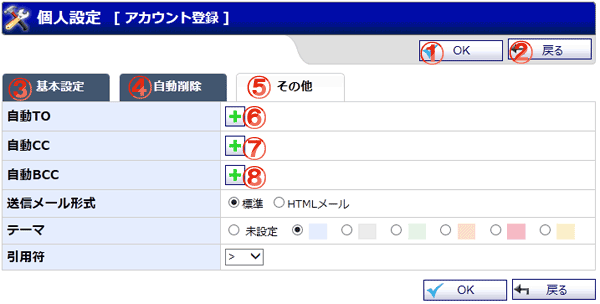 個人設定 [ アカウント登録 ]
① OK ② 戻る
③ 基本設定 ④ 自動削除 ⑤ その他
自動TO ⑥
自動CC ⑦
自動BCC ⑧
送信メール形式 標準 HTMLメール
テーマ 未設定
引用符 >
OK 戻る